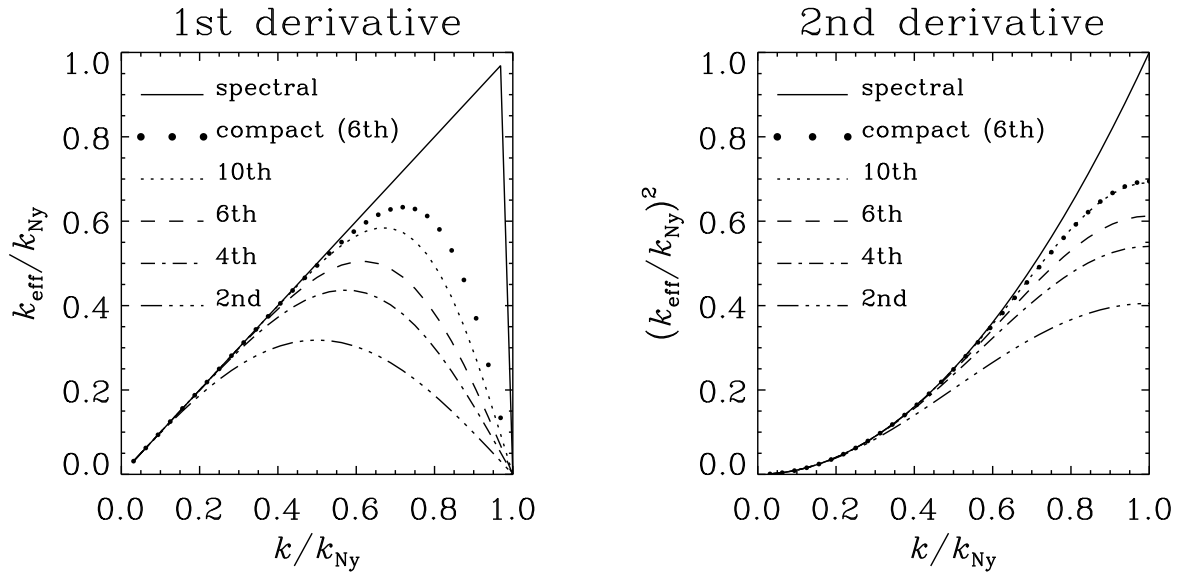 1st derivative
1.0
0.8
0.6
0.4
0.2
0.0
k_eff/k_Ny
spectral
compact (6th)
10th
6th
4th
2nd
0.0 0.2 0.4 0.6 0.8 1.0
k/k_Ny
2nd derivative
1.0
0.8
0.6
0.4
0.2
0.0
(k_eff/k_Ny)^2
spectral
compact (6th)
10th
6th
4th
2nd
0.0 0.2 0.4 0.6 0.8 1.0
k/k_Ny